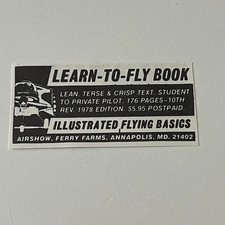 LEARN-TO-FLY BOOK
LEAN, TERSE & CRISP TEXT. STUDENT
TO PRIVATE PILOT. 176 PAGES-10TH
REV. 1978 EDITION. $5.95 POSTPAID.
ILLUSTRATED FLYING BASICS
AIRSHOW, FERRY FARMS, ANNAPOLIS, MD. 21402